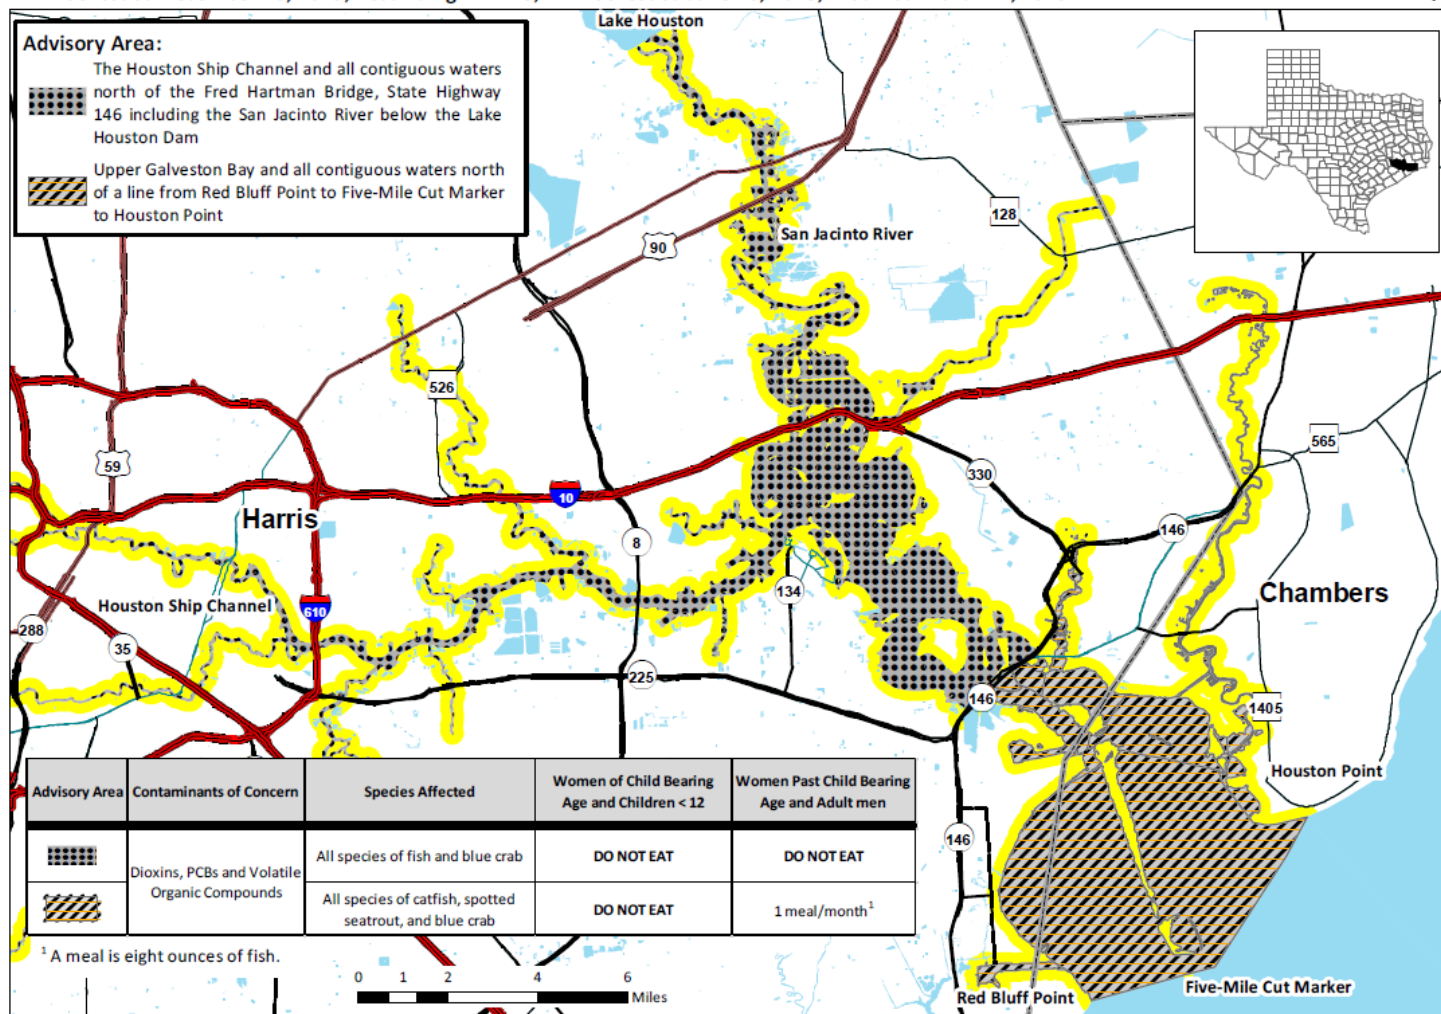 Lake Houston
Advisory Area:
The Houston Ship Channel and all contiguous waters
north of the Fred Hartman Bridge, State Highway
146 including the San Jacinto River below the Lake
Houston Dam
Upper Galveston Bay and all contiguous waters north
of a line from Red Bluff Point to Five-Mile Cut Marker
to Houston Point
128
San Jacinto River
90
526
565
59
330
10
Harris
146
8
Chambers
134
Houston Ship Channel
610
288
35
225
146
1405
Houston Point
Advisory Area
Contaminants of Concern
Species Affected
Women of Child Bearing
Age and Children < 12
Women Past Child Bearing
Age and Adult men
146
Dioxins, PCBs and Volatile
Organic Compounds
All species of fish and blue crab
DO NOT EAT
DO NOT EAT
All species of catfish, spotted
seatrout, and blue crab
DO NOT EAT
1 meal/month1
1 A meal is eight ounces of fish.
0 1 2 4 6
Miles
Five-Mile Cut Marker
Red Bluff Point